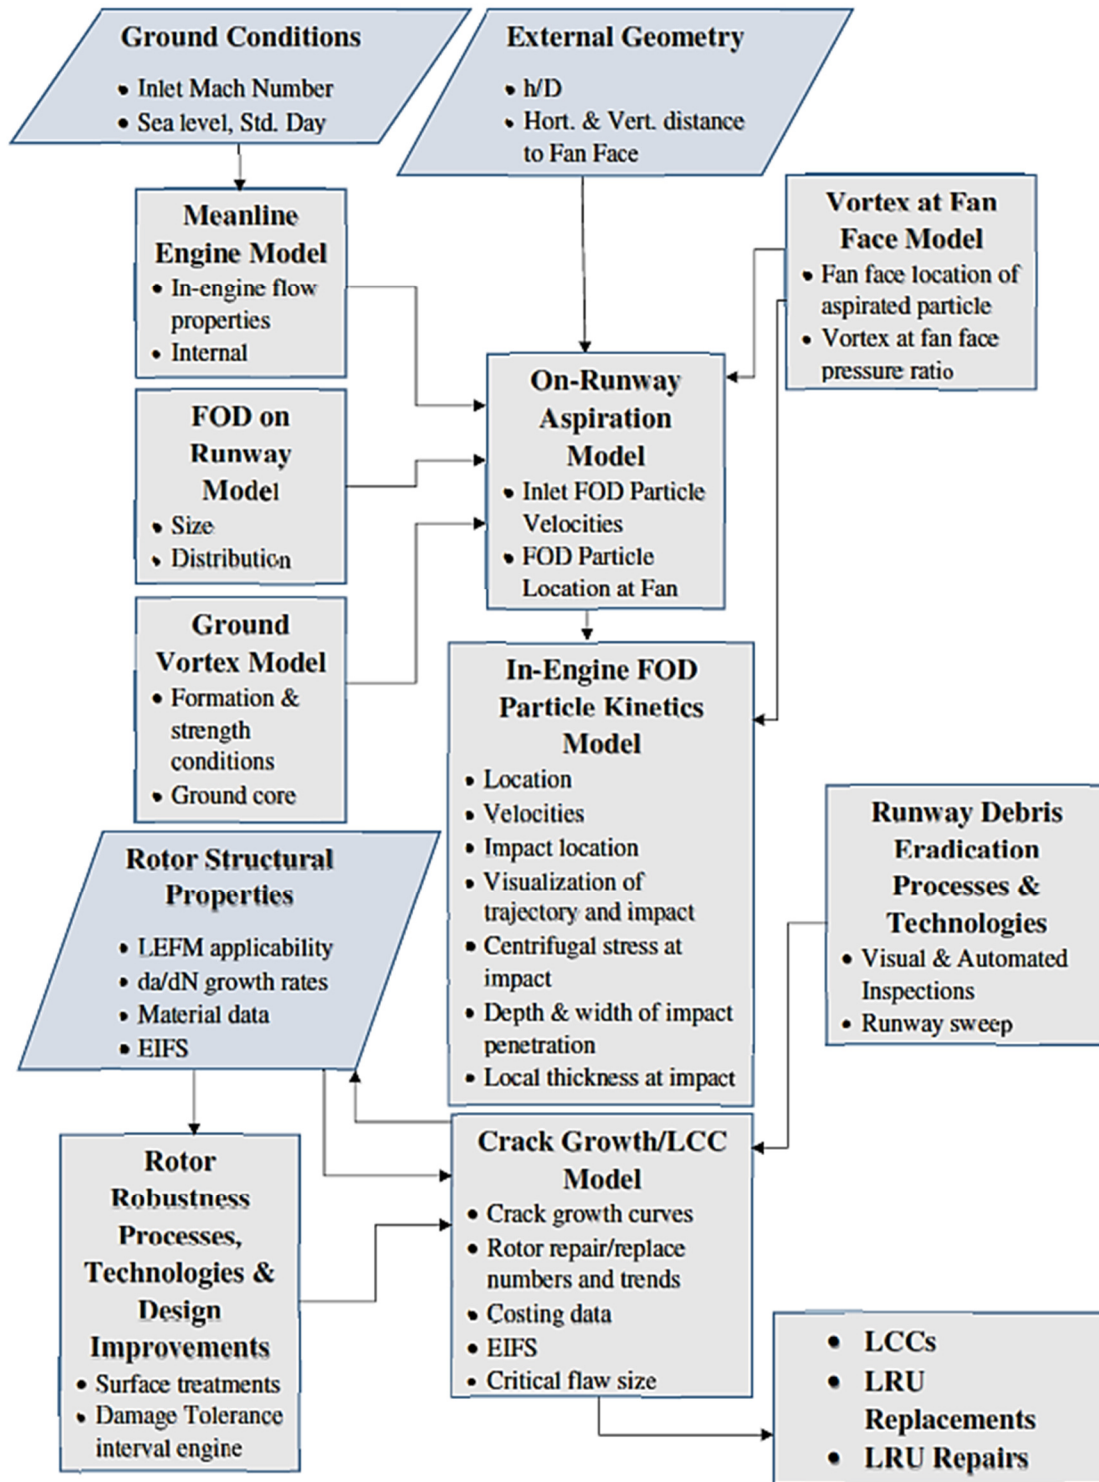 Ground Conditions
• Inlet Mach Number
• Sea level, Std. Day
External Geometry
• h/D
• Hort. & Vert. distance
to Fan Face
Meanline
Engine Model
• In-engine flow
properties
• Internal
Vortex at Fan
Face Model
• Fan face location of
aspirated particle
• Vortex at fan face
pressure ratio
On-Runway
Aspiration
Model
• Inlet FOD Particle
Velocities
• FOD Particle
Location at Fan
FOD on
Runway
Model
• Size
• Distribution
Ground
Vortex Model
• Formation &
strength
conditions
• Ground core
In-Engine FOD
Particle Kinetics
Model
• Location
• Velocities
• Impact location
• Visualization of
trajectory and impact
• Centrifugal stress at
impact
• Depth & width of impact
penetration
• Local thickness at impact
Runway Debris
Eradication
Processes &
Technologies
• Visual & Automated
Inspections
• Runway sweep
Rotor Structural
Properties
• LEFM applicability
• da/dN growth rates
• Material data
• EIFS
Rotor
Robustness
Processes,
Technologies &
Design
Improvements
• Surface treatments
• Damage Tolerance
interval engine
Crack Growth/LCC
Model
• Crack growth curves
• Rotor repair/replace
numbers and trends
• Costing data
• EIFS
• Critical flaw size
• LCCs
• LRU
Replacements
• LRU Repairs